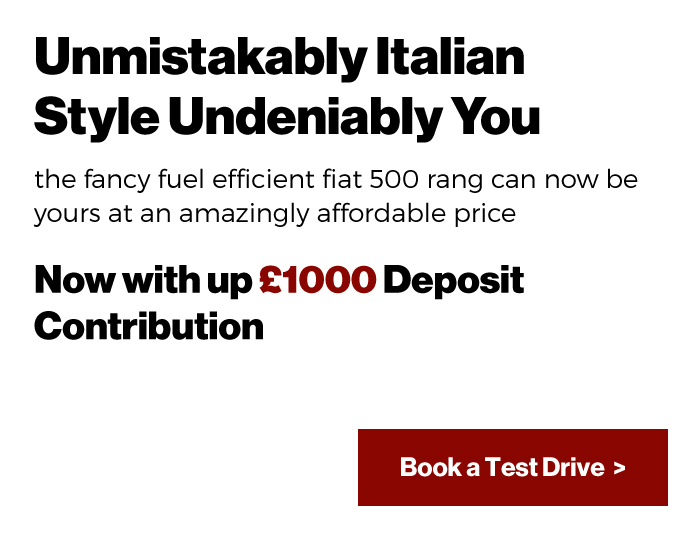 Unmistakably Italian
Style Undeniably You
the fancy fuel efficient fiat 500 rang can now be
yours at an amazingly affordable price
Now with up £1000 Deposit
Contribution
Book a Test Drive >